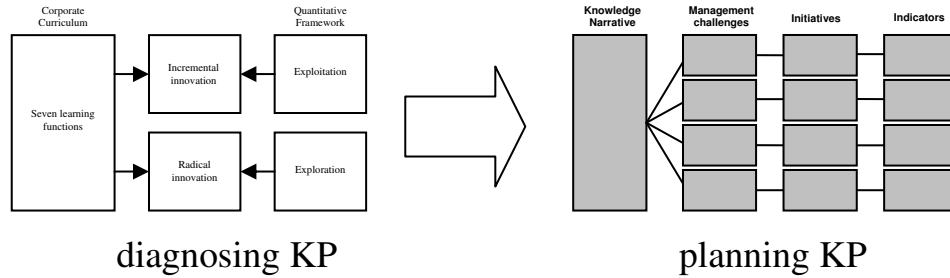 Corporate
Curriculum
Quantitative
Framework
Seven learning
functions
Incremental
innovation
Exploitation
Radical
innovation
Exploration
diagnosing KP
Knowledge
Narrative
Management
challenges
Initiatives
Indicators
planning KP